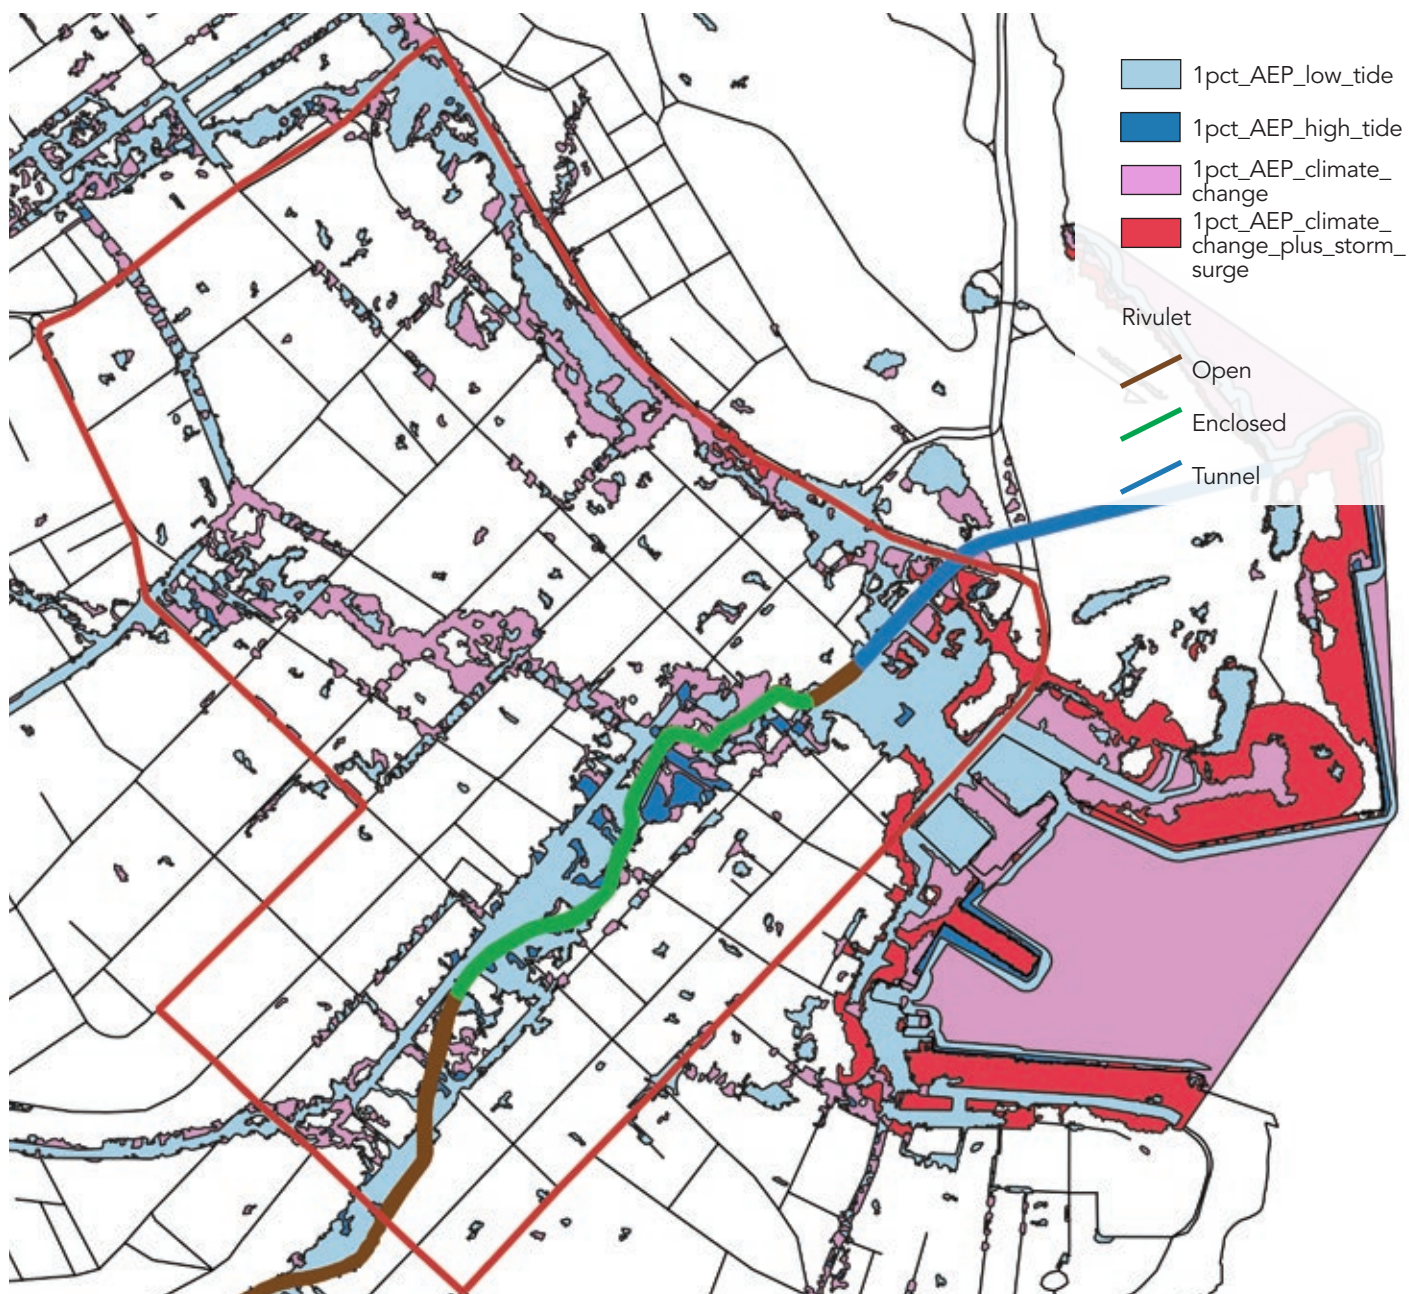 1pct_AEP_low_tide
1pct_AEP_high_tide
1pct_AEP_climate_
change
1pct_AEP_climate_
change_plus_storm_
surge
Rivulet
Open
Enclosed
Tunnel